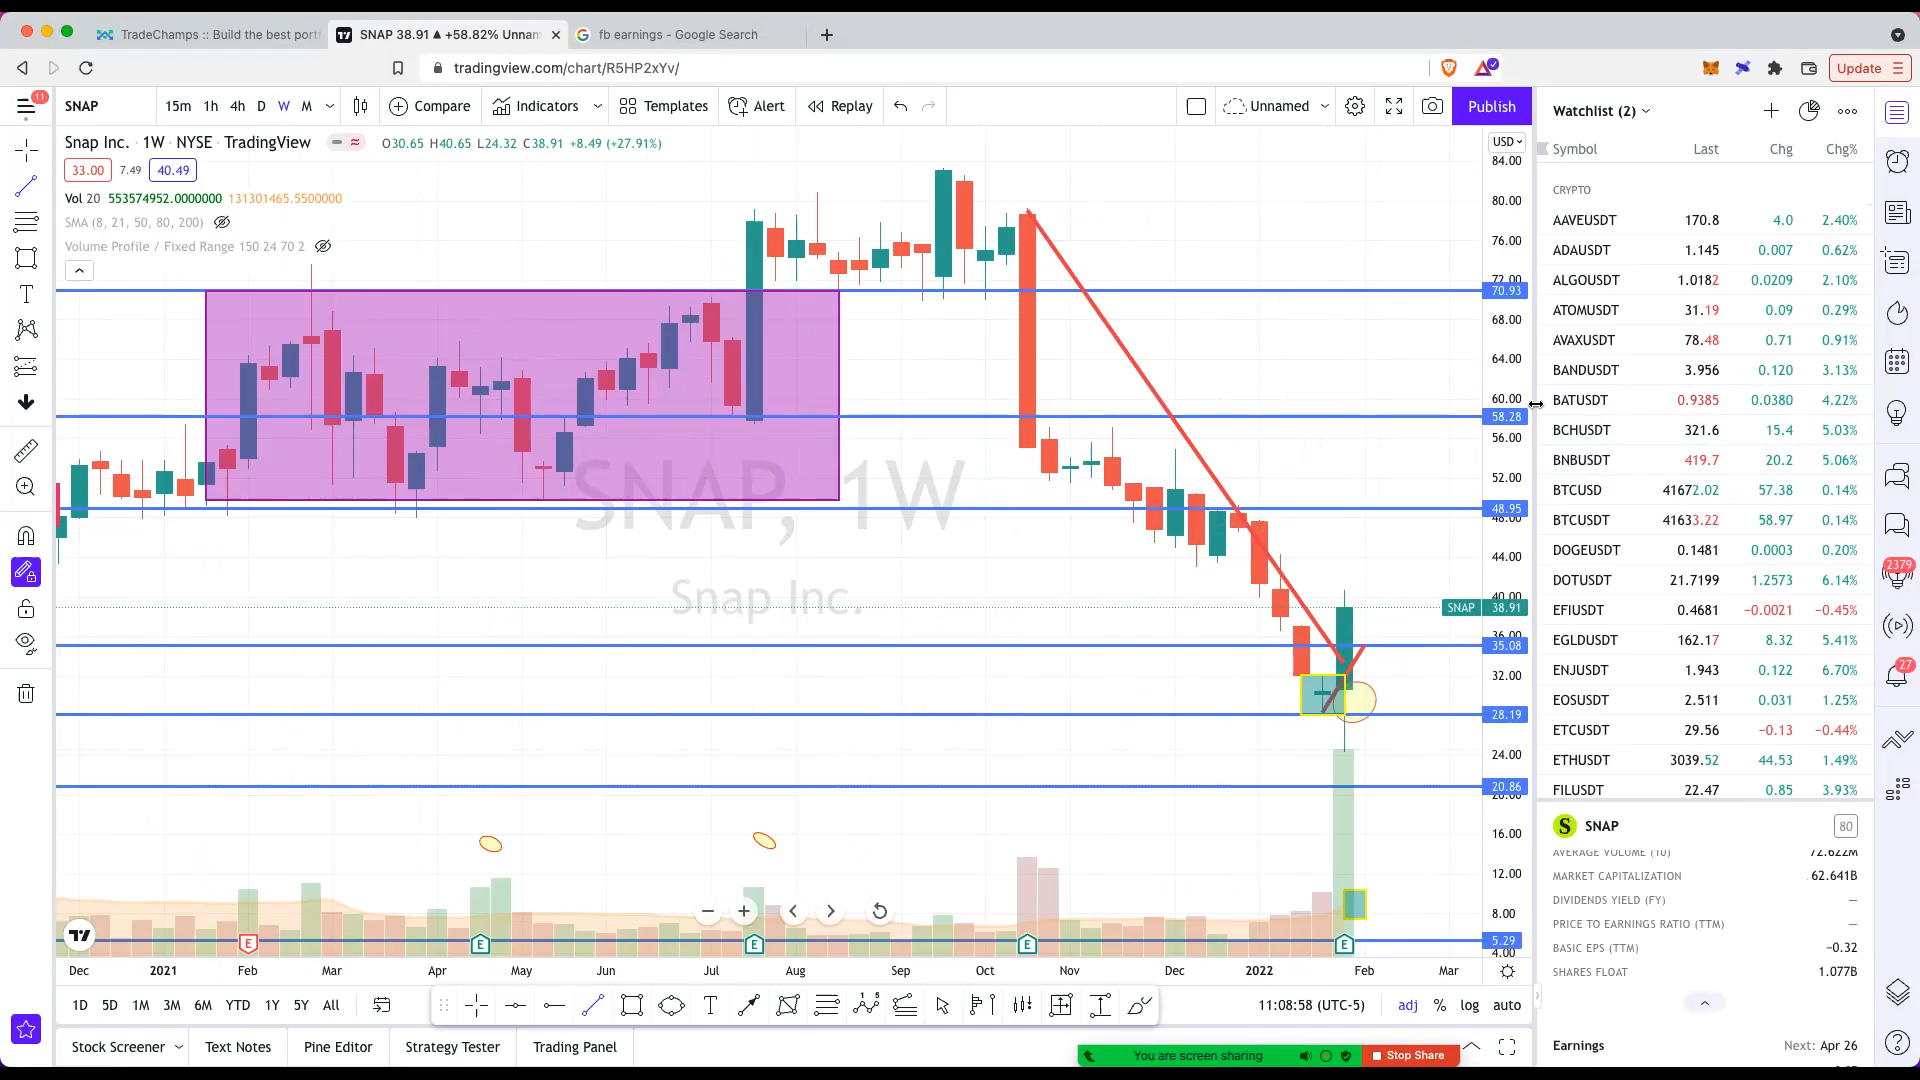 TradeChamps :: Build the best portf
SNAP 38.91 ▲ +58.82% Unnam
fb earnings - Google Search
tradingview.com/chart/R5HP2xYv/
Update
11
SNAP
15m 1h 4h D W M
Compare
Indicators
Templates
Alert
Replay
Unnamed
Publish
Snap Inc. · 1W · NYSE · TradingView
O30.65 H40.65 L24.32 C38.91 +8.49 (+27.91%)
33.00 7.49 40.49
Vol 20 553574952.0000000 131301465.5500000
SMA (8, 21, 50, 80, 200)
Volume Profile / Fixed Range 150 24 70 2
SNAP, 1W
Snap Inc.
USD
84.00
80.00
76.00
72.00
70.93
68.00
64.00
60.00
58.28
56.00
52.00
48.95
48.00
44.00
40.00
SNAP 38.91
36.00
35.08
32.00
28.19
24.00
20.86
20.00
16.00
12.00
8.00
5.29
4.00
E E E E E
Dec 2021 Feb Mar Apr May Jun Jul Aug Sep Oct Nov Dec 2022 Feb Mar
1D 5D 1M 3M 6M YTD 1Y 5Y All
11:08:58 (UTC-5) adj % log auto
Stock Screener
Text Notes
Pine Editor
Strategy Tester
Trading Panel
You are screen sharing
Stop Share
Watchlist (2)
Symbol Last Chg Chg%
CRYPTO
AAVEUSDT 170.8 4.0 2.40%
ADAUSDT 1.145 0.007 0.62%
ALGOUSDT 1.0182 0.0209 2.10%
ATOMUSDT 31.19 0.09 0.29%
AVAXUSDT 78.48 0.71 0.91%
BANDUSDT 3.956 0.120 3.13%
BATUSDT 0.9385 0.0380 4.22%
BCHUSDT 321.6 15.4 5.03%
BNBUSDT 419.7 20.2 5.06%
BTCUSD 41672.02 57.38 0.14%
BTCUSDT 41633.22 58.97 0.14%
DOGEUSDT 0.1481 0.0003 0.20%
DOTUSDT 21.7199 1.2573 6.14%
EFIUSDT 0.4681 −0.0021 −0.45%
EGLDUSDT 162.17 8.32 5.41%
ENJUSDT 1.943 0.122 6.70%
EOSUSDT 2.511 0.031 1.25%
ETCUSDT 29.56 −0.13 −0.44%
ETHUSDT 3039.52 44.53 1.49%
FILUSDT 22.47 0.85 3.93%
S SNAP 80
AVERAGE VOLUME (10) 72.622M
MARKET CAPITALIZATION 62.641B
DIVIDENDS YIELD (FY) —
PRICE TO EARNINGS RATIO (TTM) —
BASIC EPS (TTM) −0.32
SHARES FLOAT 1.077B
Earnings Next: Apr 26
2379
27